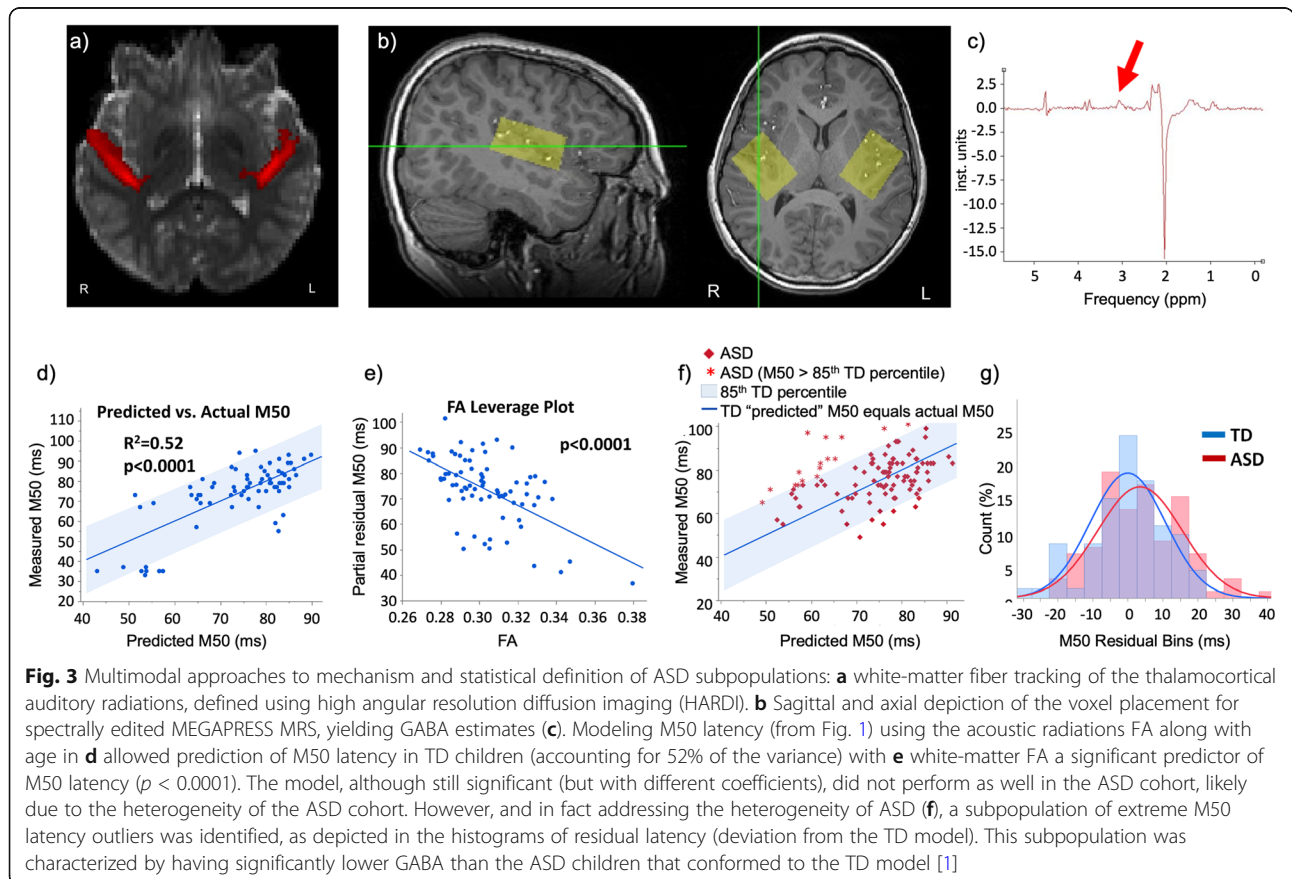 a)
b)
c)
R
L
R
L
2.5
0.0
-2.5
-5.0
-7.5
-10.0
-12.5
-15.0
inst. units
5 4 3 2 1 0
Frequency (ppm)
d)
Predicted vs. Actual M50
R²=0.52
p<0.0001
Measured M50 (ms)
110
100
90
80
70
60
50
40
30
20
40 50 60 70 80 90
Predicted M50 (ms)
e)
FA Leverage Plot
p<0.0001
Partial residual M50 (ms)
100
90
80
70
60
50
40
30
0.26 0.28 0.30 0.32 0.34 0.36 0.38
FA
f)
ASD
ASD (M50 > 85th TD percentile)
85th TD percentile
TD “predicted” M50 equals actual M50
Measured M50 (ms)
100
80
60
40
20
40 50 60 70 80 90
Predicted M50 (ms)
g)
TD
ASD
Count (%)
25
20
15
10
5
-30 -20 -10 0 10 20 30 40
M50 Residual Bins (ms)
Fig. 3 Multimodal approaches to mechanism and statistical definition of ASD subpopulations: a white-matter fiber tracking of the thalamocortical
auditory radiations, defined using high angular resolution diffusion imaging (HARDI). b Sagittal and axial depiction of the voxel placement for
spectrally edited MEGAPRESS MRS, yielding GABA estimates (c). Modeling M50 latency (from Fig. 1) using the acoustic radiations FA along with
age in d allowed prediction of M50 latency in TD children (accounting for 52% of the variance) with e white-matter FA a significant predictor of
M50 latency (p < 0.0001). The model, although still significant (but with different coefficients), did not perform as well in the ASD cohort, likely
due to the heterogeneity of the ASD cohort. However, and in fact addressing the heterogeneity of ASD (f), a subpopulation of extreme M50
latency outliers was identified, as depicted in the histograms of residual latency (deviation from the TD model). This subpopulation was
characterized by having significantly lower GABA than the ASD children that conformed to the TD model [1]